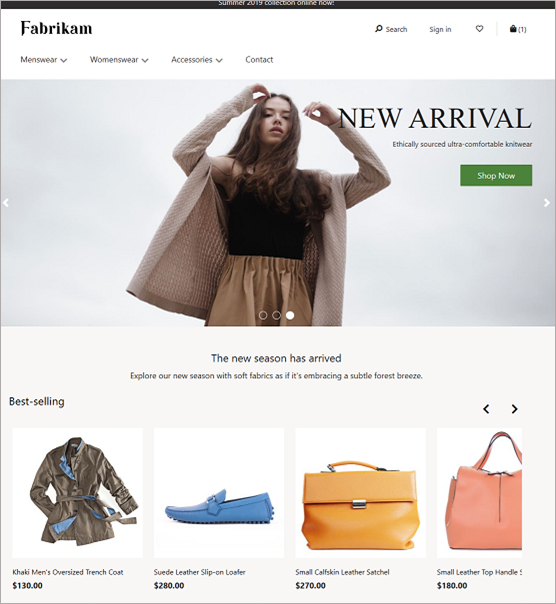 Summer 2019 collection online now!
Fabrikam
Search
Sign in
(1)
Menswear
Womenswear
Accessories
Contact
NEW ARRIVAL
Ethically sourced ultra-comfortable knitwear
Shop Now
The new season has arrived
Explore our new season with soft fabrics as if it's embracing a subtle forest breeze.
Best-selling
Khaki Men's Oversized Trench Coat
$130.00
Suede Leather Slip-on Loafer
$280.00
Small Calfskin Leather Satchel
$270.00
Small Leather Top Handle S
$180.00